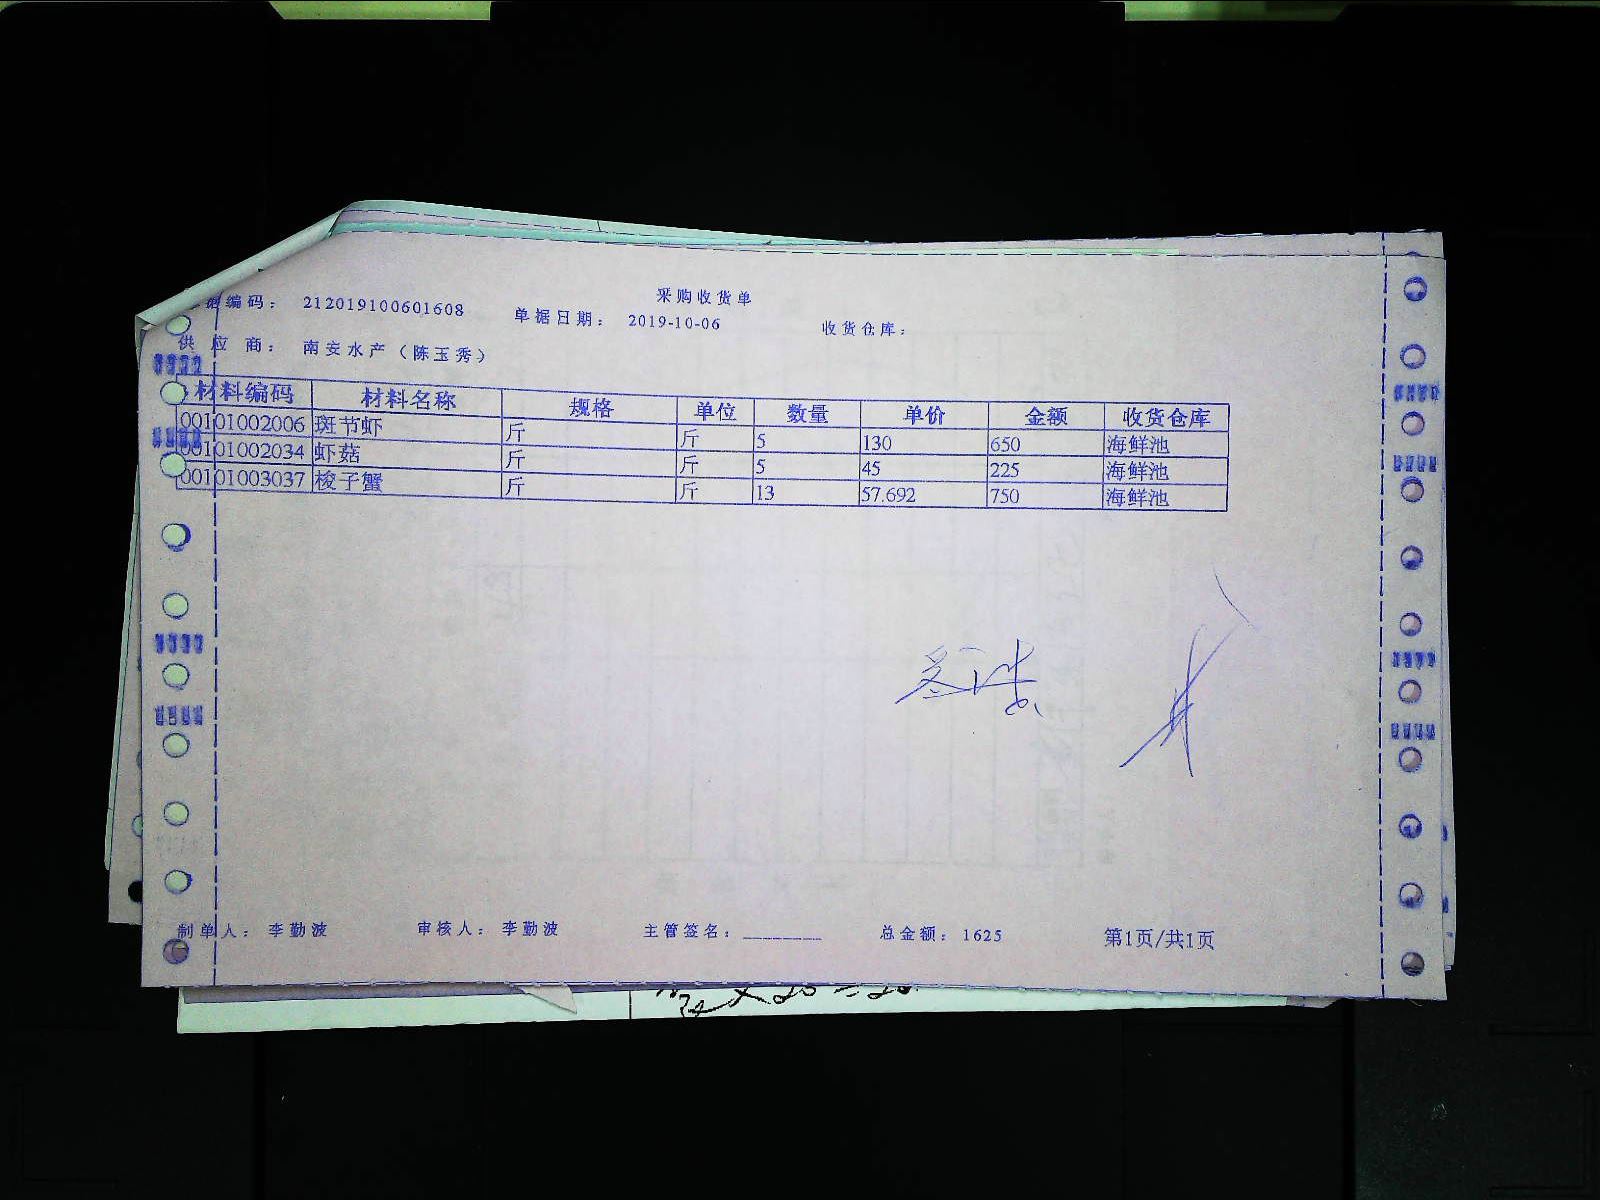 采购收货单
据编码： 212019100601608 单据日期： 2019-10-06 收货仓库：
供应商： 南安水产（陈玉秀）
材料编码 材料名称 规格 单位 数量 单价 金额 收货仓库
00101002006 斑节虾 斤 斤 5 130 650 海鲜池
00101002034 虾菇 斤 斤 5 45 225 海鲜池
00101003037 梭子蟹 斤 斤 13 57.692 750 海鲜池
制单人： 李勤波 审核人： 李勤波 主管签名：________ 总金额： 1625 第1页/共1页